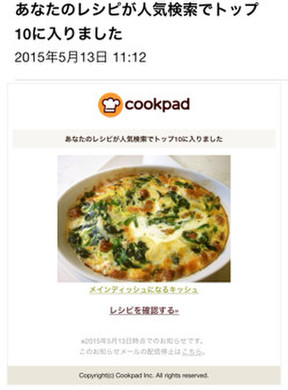 あなたのレシピが人気検索でトップ
10に入りました
2015年5月13日 11:12
cookpad
あなたのレシピが人気検索でトップ10に入りました
メインディッシュになるキッシュ
レシピを確認する»
※2015年5月13日時点でのお知らせです。
このお知らせメールの配信停止はこちら。
Copyright(c) Cookpad Inc. All rights reserved.